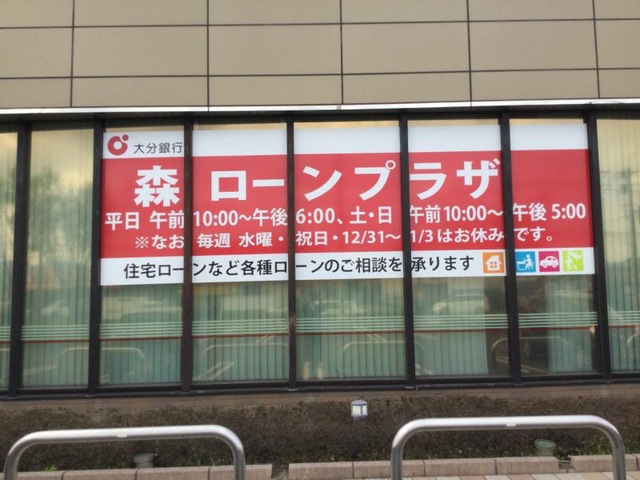 大分銀行
森 ローンプラザ
平日 午前10:00～午後6:00、土・日 午前10:00～午後5:00
※なお 毎週 水曜・祝日・12/31～1/3はお休みです。
住宅ローンなど各種ローンのご相談を承ります